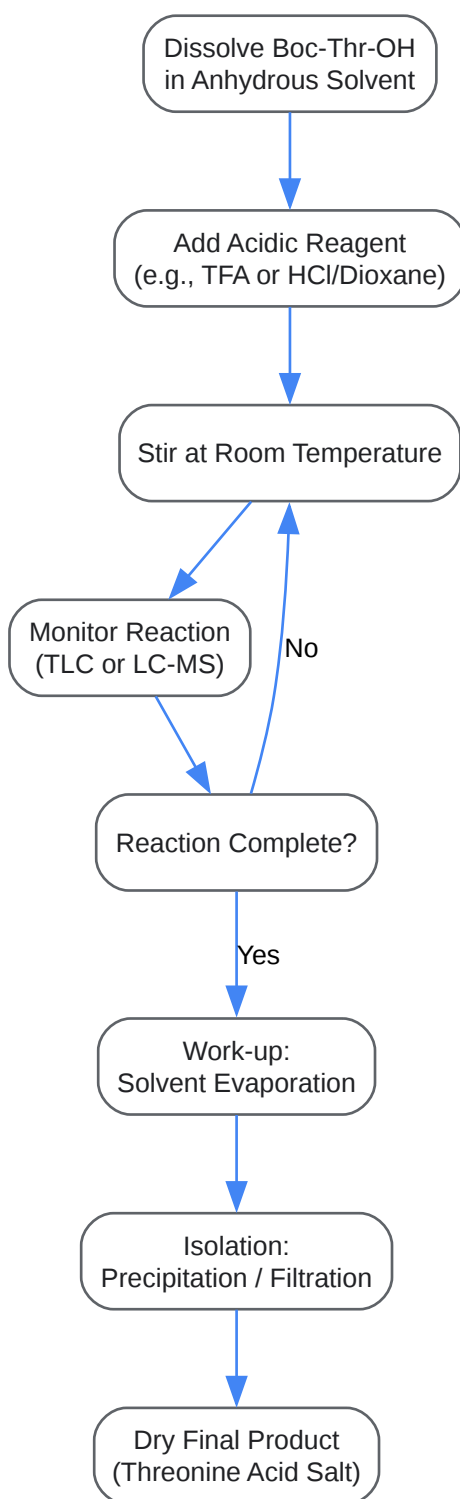 Dissolve Boc-Thr-OH
in Anhydrous Solvent
Add Acidic Reagent
(e.g., TFA or HCl/Dioxane)
Stir at Room Temperature
Monitor Reaction
(TLC or LC-MS)
No
Reaction Complete?
Yes
Work-up:
Solvent Evaporation
Isolation:
Precipitation / Filtration
Dry Final Product
(Threonine Acid Salt)